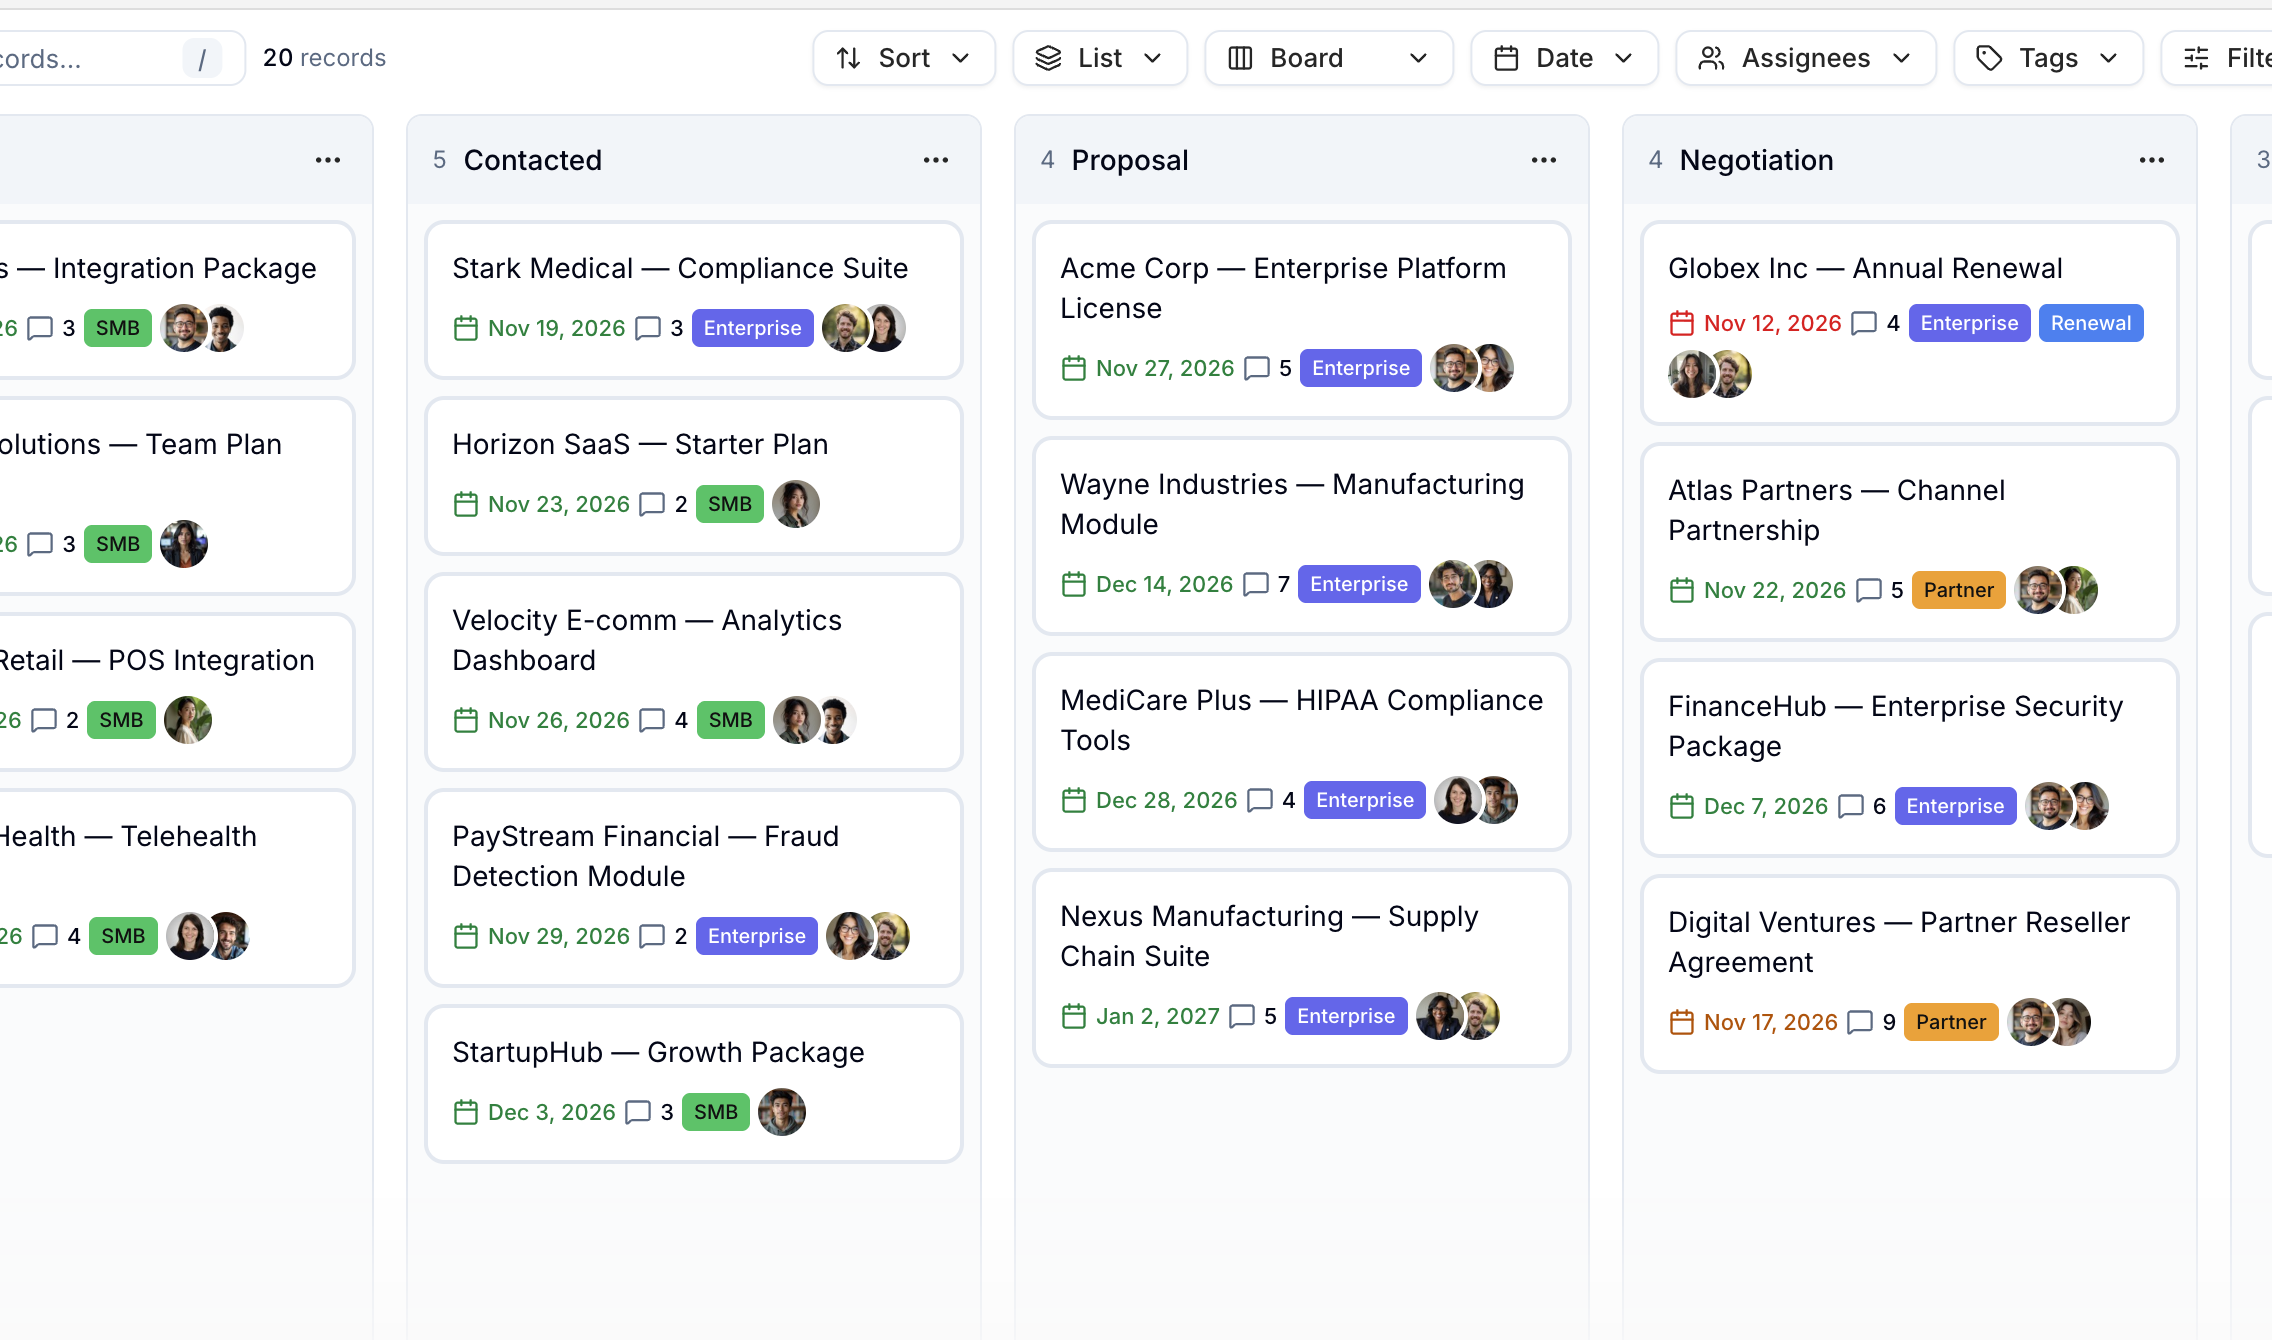 cords...
/
20 records
Sort
List
Board
Date
Assignees
Tags
Filte
s — Integration Package
26
3
SMB
olutions — Team Plan
26
3
SMB
Retail — POS Integration
26
2
SMB
Health — Telehealth
26
4
SMB
5 Contacted
Stark Medical — Compliance Suite
Nov 19, 2026
3
Enterprise
Horizon SaaS — Starter Plan
Nov 23, 2026
2
SMB
Velocity E-comm — Analytics
Dashboard
Nov 26, 2026
4
SMB
PayStream Financial — Fraud
Detection Module
Nov 29, 2026
2
Enterprise
StartupHub — Growth Package
Dec 3, 2026
3
SMB
4 Proposal
Acme Corp — Enterprise Platform
License
Nov 27, 2026
5
Enterprise
Wayne Industries — Manufacturing
Module
Dec 14, 2026
7
Enterprise
MediCare Plus — HIPAA Compliance
Tools
Dec 28, 2026
4
Enterprise
Nexus Manufacturing — Supply
Chain Suite
Jan 2, 2027
5
Enterprise
4 Negotiation
Globex Inc — Annual Renewal
Nov 12, 2026
4
Enterprise
Renewal
Atlas Partners — Channel
Partnership
Nov 22, 2026
5
Partner
FinanceHub — Enterprise Security
Package
Dec 7, 2026
6
Enterprise
Digital Ventures — Partner Reseller
Agreement
Nov 17, 2026
9
Partner
3